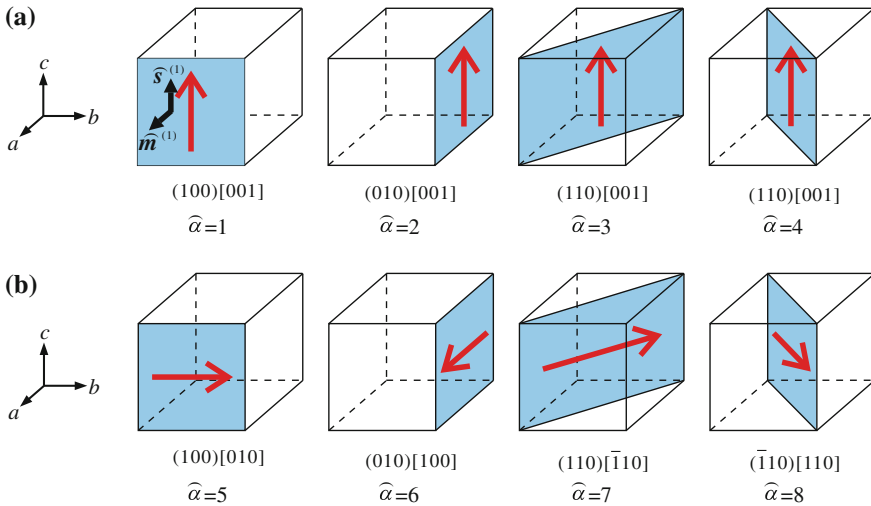 (a)
c
b
a
ŝ⁽¹⁾
m̂⁽¹⁾
(100)[001] (010)[001] (110)[001] (110)[001]
α̂=1 α̂=2 α̂=3 α̂=4
(b)
c
b
a
(100)[010] (010)[100] (110)[1̅10] (1̅10)[110]
α̂=5 α̂=6 α̂=7 α̂=8